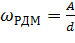 ω_РДМ = A/d